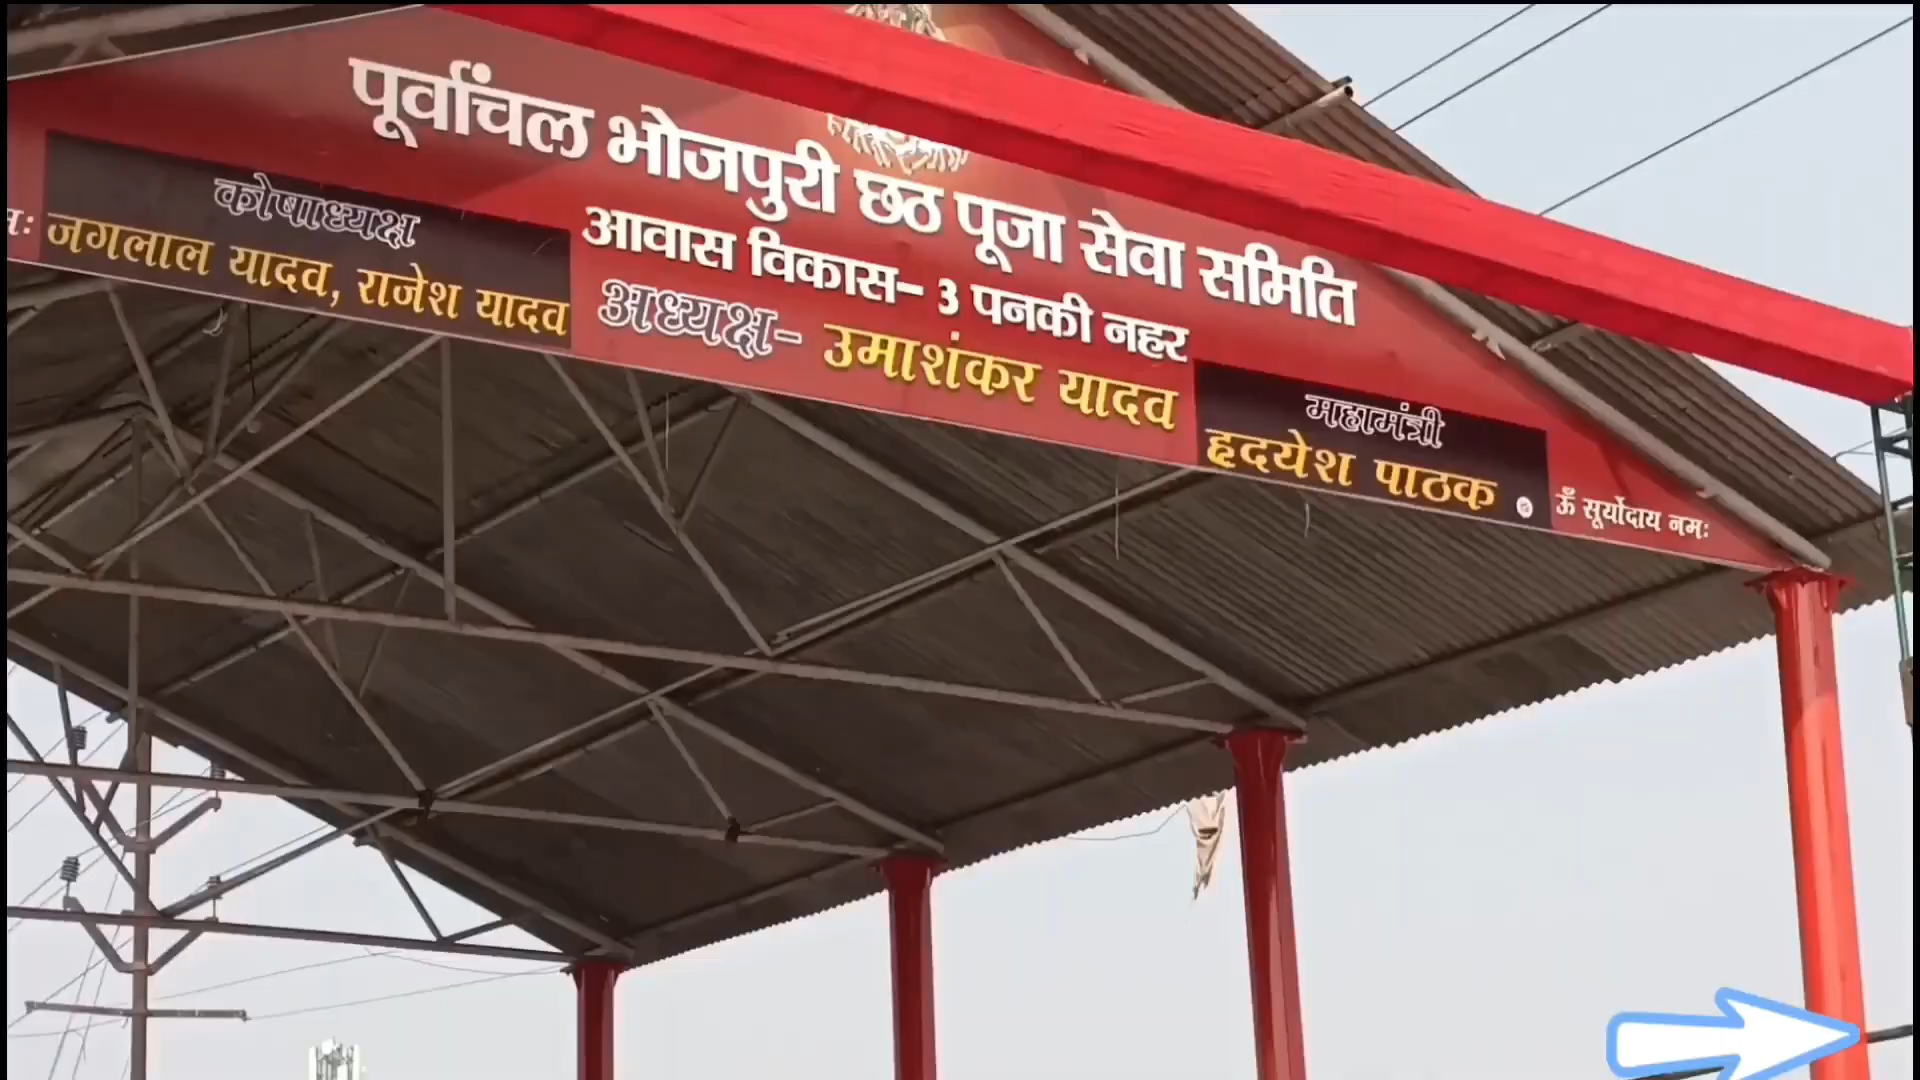 पूर्वांचल भोजपुरी छठ पूजा सेवा समिति
आवास विकास– 3 पनकी नहर
अध्यक्ष- उमाशंकर यादव
कोषाध्यक्ष
जगलाल यादव, राजेश यादव
महामंत्री
हृदयेश पाठक
ॐ सूर्योदाय नमः